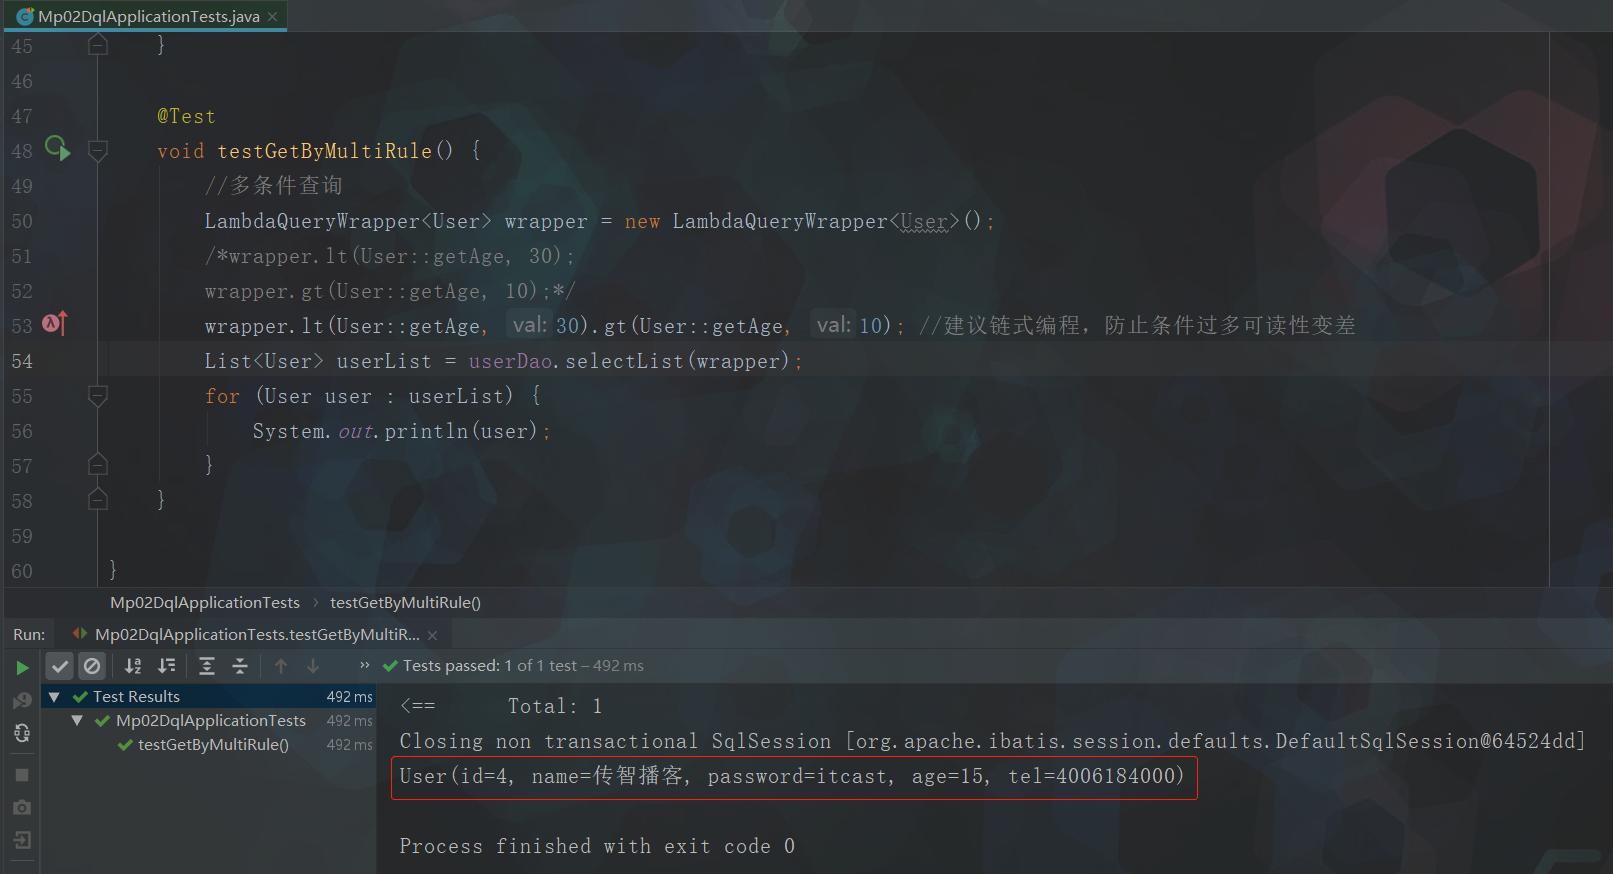 Mp02DqlApplicationTests.java
45 }
46
47 @Test
48 void testGetByMultiRule() {
49 //多条件查询
50 LambdaQueryWrapper<User> wrapper = new LambdaQueryWrapper<User>();
51 /*wrapper.lt(User::getAge, 30);
52 wrapper.gt(User::getAge, 10);*/
53 wrapper.lt(User::getAge, val: 30).gt(User::getAge, val: 10); //建议链式编程，防止条件过多可读性变差
54 List<User> userList = userDao.selectList(wrapper);
55 for (User user : userList) {
56 System.out.println(user);
57 }
58 }
59
60 }
Mp02DqlApplicationTests › testGetByMultiRule()
Run: Mp02DqlApplicationTests.testGetByMultiR...
Tests passed: 1 of 1 test – 492 ms
Test Results 492 ms
Mp02DqlApplicationTests 492 ms
testGetByMultiRule() 492 ms
<== Total: 1
Closing non transactional SqlSession [org.apache.ibatis.session.defaults.DefaultSqlSession@64524dd]
User(id=4, name=传智播客, password=itcast, age=15, tel=4006184000)
Process finished with exit code 0